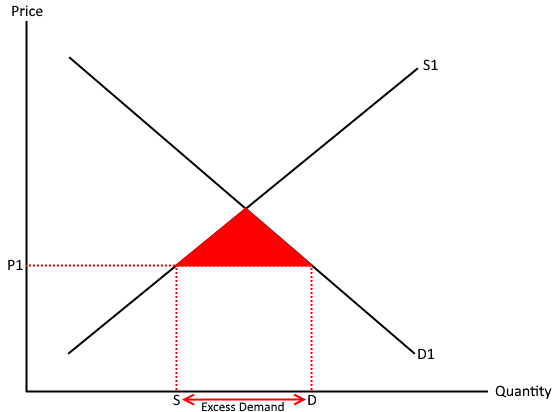 Price
S1
P1
D1
Quantity
S
D
Excess Demand